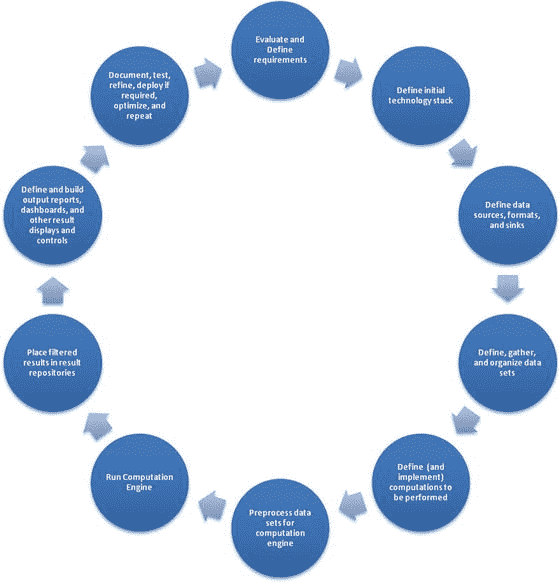 Evaluate and
Define
requirements
Define initial
technology stack
Define data
sources, formats,
and sinks
Define, gather,
and organize data
sets
Define (and
implement)
computations to
be performed
Preprocess data
sets for
computation
engine
Run Computation
Engine
Place filtered
results in result
repositories
Define and build
output reports,
dashboards, and
other result
displays and
controls
Document, test,
refine, deploy if
required,
optimize, and
repeat